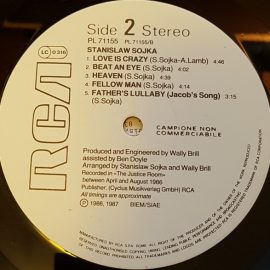 Side 2 Stereo
PL 71155 PL 71155/B
LC 0316
STANISLAW SOJKA
1 LOVE IS CRAZY (S.Sojka-A.Lamb) 4:06
2 BEAT AN EYE (S.Sojka) 4:02
3 HEAVEN (S.Sojka) 4:39
4 FELLOW MAN (S.Sojka) 4:44
5 FATHER'S LULLABY (Jacob's Song) 3:15
(S.Sojka)
RCA
CAMPIONE NON
COMMERCIABILE
Produced and Engineered by Wally Brill
assisted by Ben Doyle
Arranged by Stanislaw Sojka and Wally Brill
Recorded in «The Justice Room»
between April and August 1986
Publisher: (Cyclus Musikverlag GmbH) RCA
All timings are approximate
℗ 1986, 1987 BIEM/SIAE